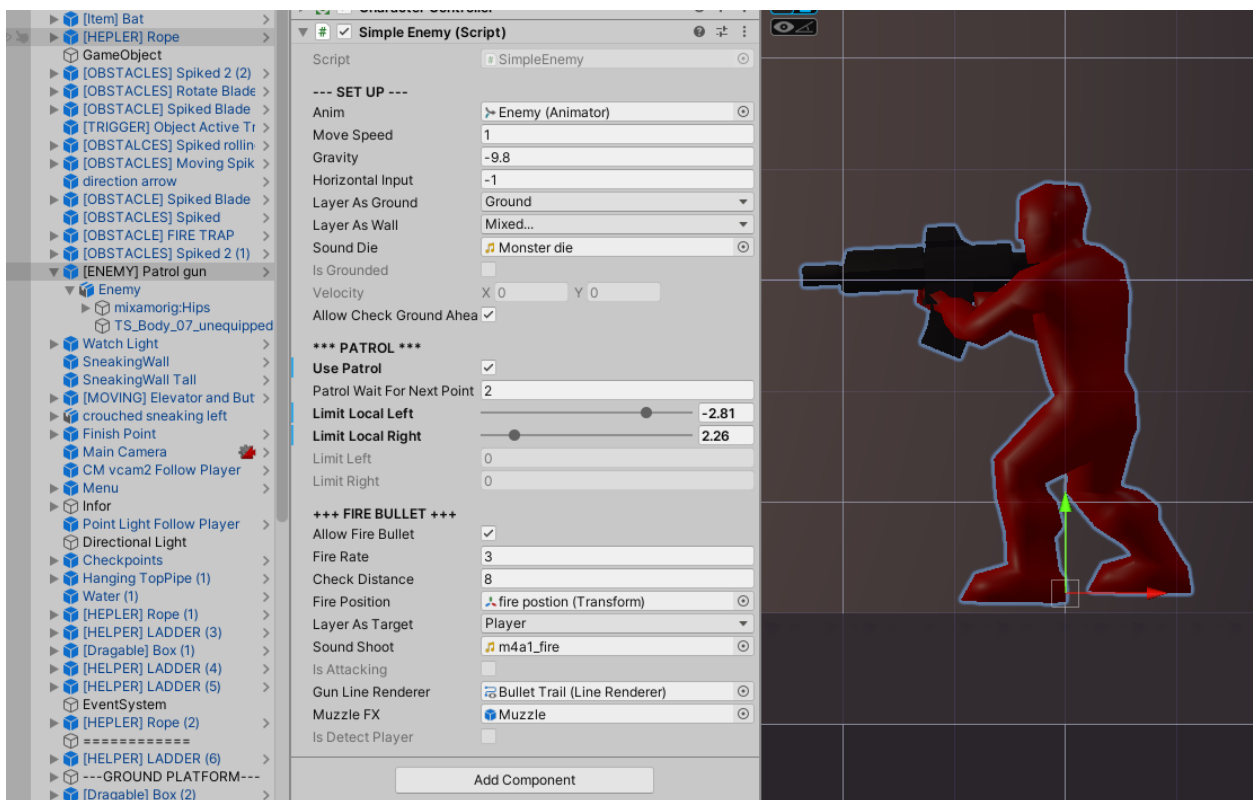 [Item] Bat
[HEPLER] Rope
GameObject
[OBSTACLES] Spiked 2 (2)
[OBSTACLES] Rotate Blade
[OBSTACLE] Spiked Blade
[TRIGGER] Object Active Tr
[OBSTALCES] Spiked rollin
[OBSTACLES] Moving Spik
direction arrow
[OBSTACLE] Spiked Blade
[OBSTACLES] Spiked
[OBSTACLE] FIRE TRAP
[OBSTACLES] Spiked 2 (1)
[ENEMY] Patrol gun
Enemy
mixamorig:Hips
TS_Body_07_unequipped
Watch Light
SneakingWall
SneakingWall Tall
[MOVING] Elevator and But
crouched sneaking left
Finish Point
Main Camera
CM vcam2 Follow Player
Menu
Infor
Point Light Follow Player
Directional Light
Checkpoints
Hanging TopPipe (1)
Water (1)
[HEPLER] Rope (1)
[HELPER] LADDER (3)
[Dragable] Box (1)
[HELPER] LADDER (4)
[HELPER] LADDER (5)
EventSystem
[HEPLER] Rope (2)
============
[HELPER] LADDER (6)
---GROUND PLATFORM---
[Dragable] Box (2)
Character Controller
# Simple Enemy (Script)
Script # SimpleEnemy
--- SET UP ---
Anim Enemy (Animator)
Move Speed 1
Gravity -9.8
Horizontal Input -1
Layer As Ground Ground
Layer As Wall Mixed...
Sound Die Monster die
Is Grounded
Velocity X 0 Y 0
Allow Check Ground Ahea
*** PATROL ***
Use Patrol
Patrol Wait For Next Point 2
Limit Local Left -2.81
Limit Local Right 2.26
Limit Left 0
Limit Right 0
+++ FIRE BULLET +++
Allow Fire Bullet
Fire Rate 3
Check Distance 8
Fire Position fire postion (Transform)
Layer As Target Player
Sound Shoot m4a1_fire
Is Attacking
Gun Line Renderer Bullet Trail (Line Renderer)
Muzzle FX Muzzle
Is Detect Player
Add Component